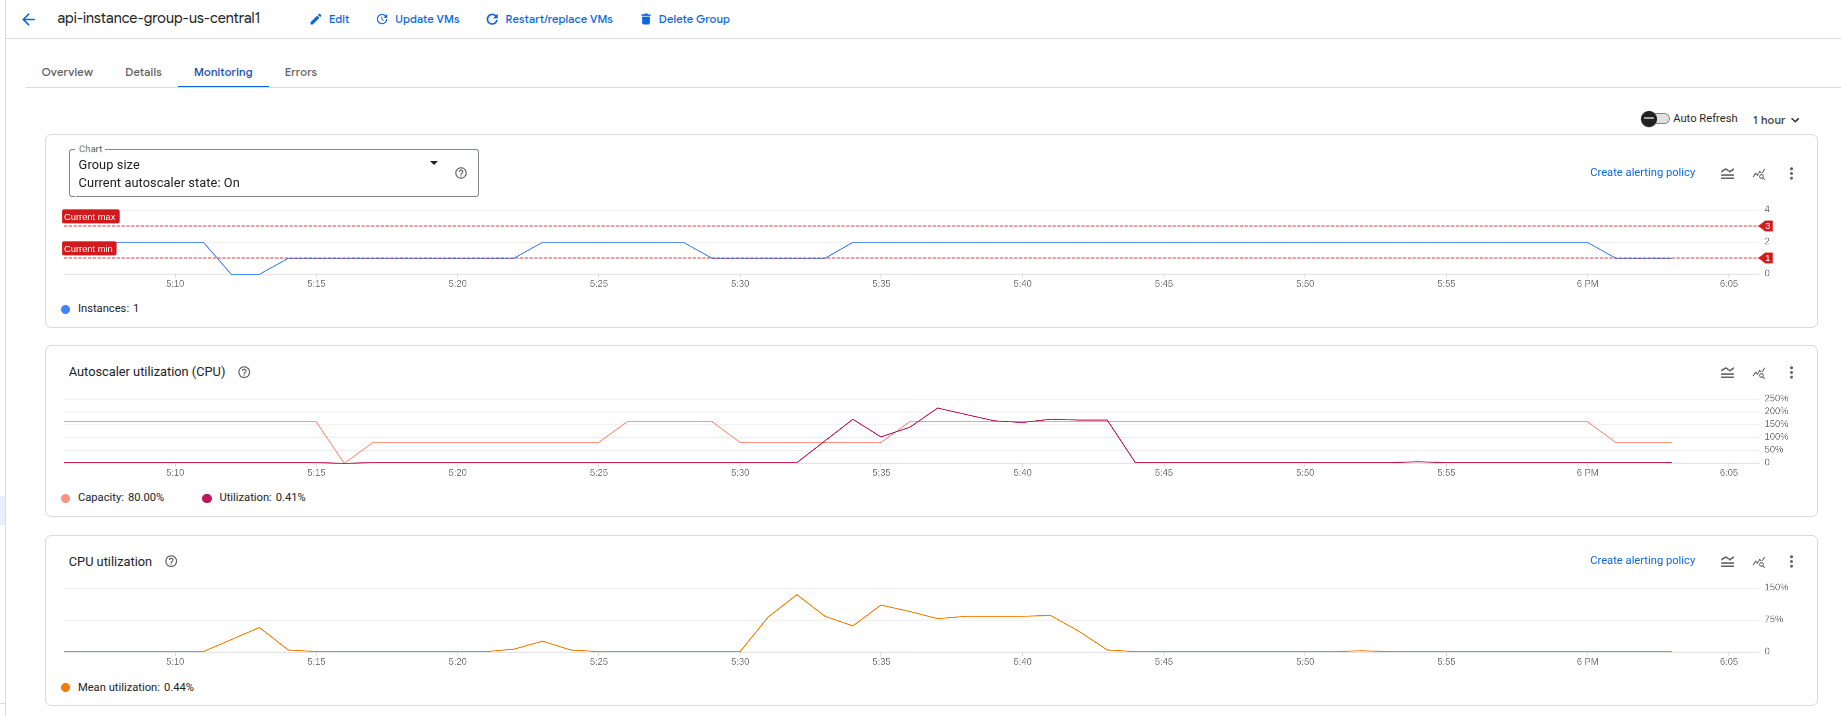 api-instance-group-us-central1 Edit Update VMs Restart/replace VMs Delete Group
Overview Details Monitoring Errors
Auto Refresh 1 hour
Chart
Group size
Current autoscaler state: On
Create alerting policy
4
Current max
3
2
Current min
1
0
5:10 5:15 5:20 5:25 5:30 5:35 5:40 5:45 5:50 5:55 6 PM 6:05
Instances: 1
Autoscaler utilization (CPU)
250%
200%
150%
100%
50%
0
5:10 5:15 5:20 5:25 5:30 5:35 5:40 5:45 5:50 5:55 6 PM 6:05
Capacity: 80.00% Utilization: 0.41%
CPU utilization
Create alerting policy
150%
75%
0
5:10 5:15 5:20 5:25 5:30 5:35 5:40 5:45 5:50 5:55 6 PM 6:05
Mean utilization: 0.44%